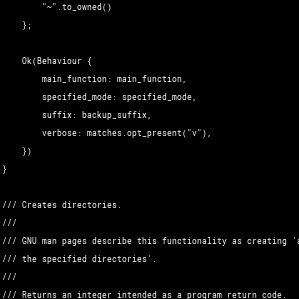 "~".to_owned()
};
Ok(Behaviour {
main_function: main_function,
specified_mode: specified_mode,
suffix: backup_suffix,
verbose: matches.opt_present("v"),
})
}
/// Creates directories.
///
/// GNU man pages describe this functionality as creating '
/// the specified directories'.
///
/// Returns an integer intended as a program return code.